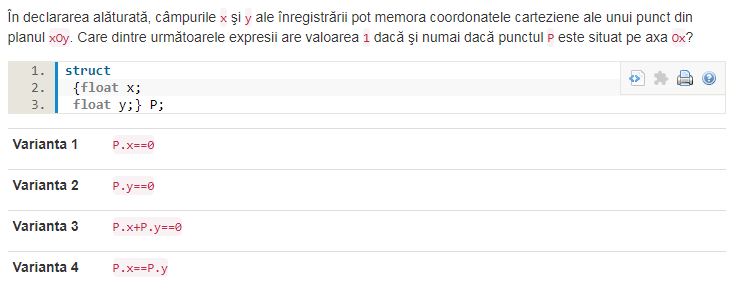 În declararea alăturată, câmpurile x şi y ale înregistrării pot memora coordonatele carteziene ale unui punct din
planul xOy. Care dintre următoarele expresii are valoarea 1 dacă şi numai dacă punctul P este situat pe axa Ox?
1. struct
2. {float x;
3. float y;} P;
Varianta 1 P.x==0
Varianta 2 P.y==0
Varianta 3 P.x+P.y==0
Varianta 4 P.x==P.y